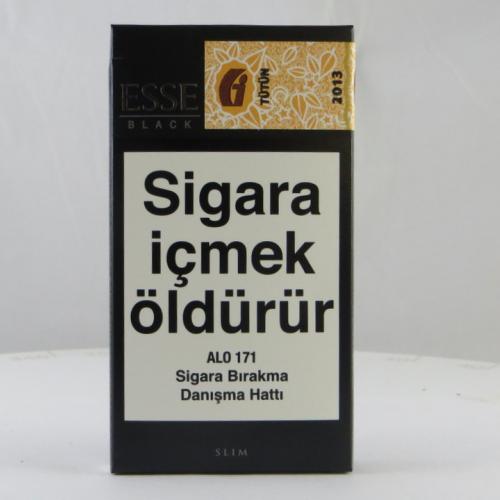 ESSE
BLACK
TÜTÜN
2013
Sigara
içmek
öldürür
ALO 171
Sigara Bırakma
Danışma Hattı
SLIM